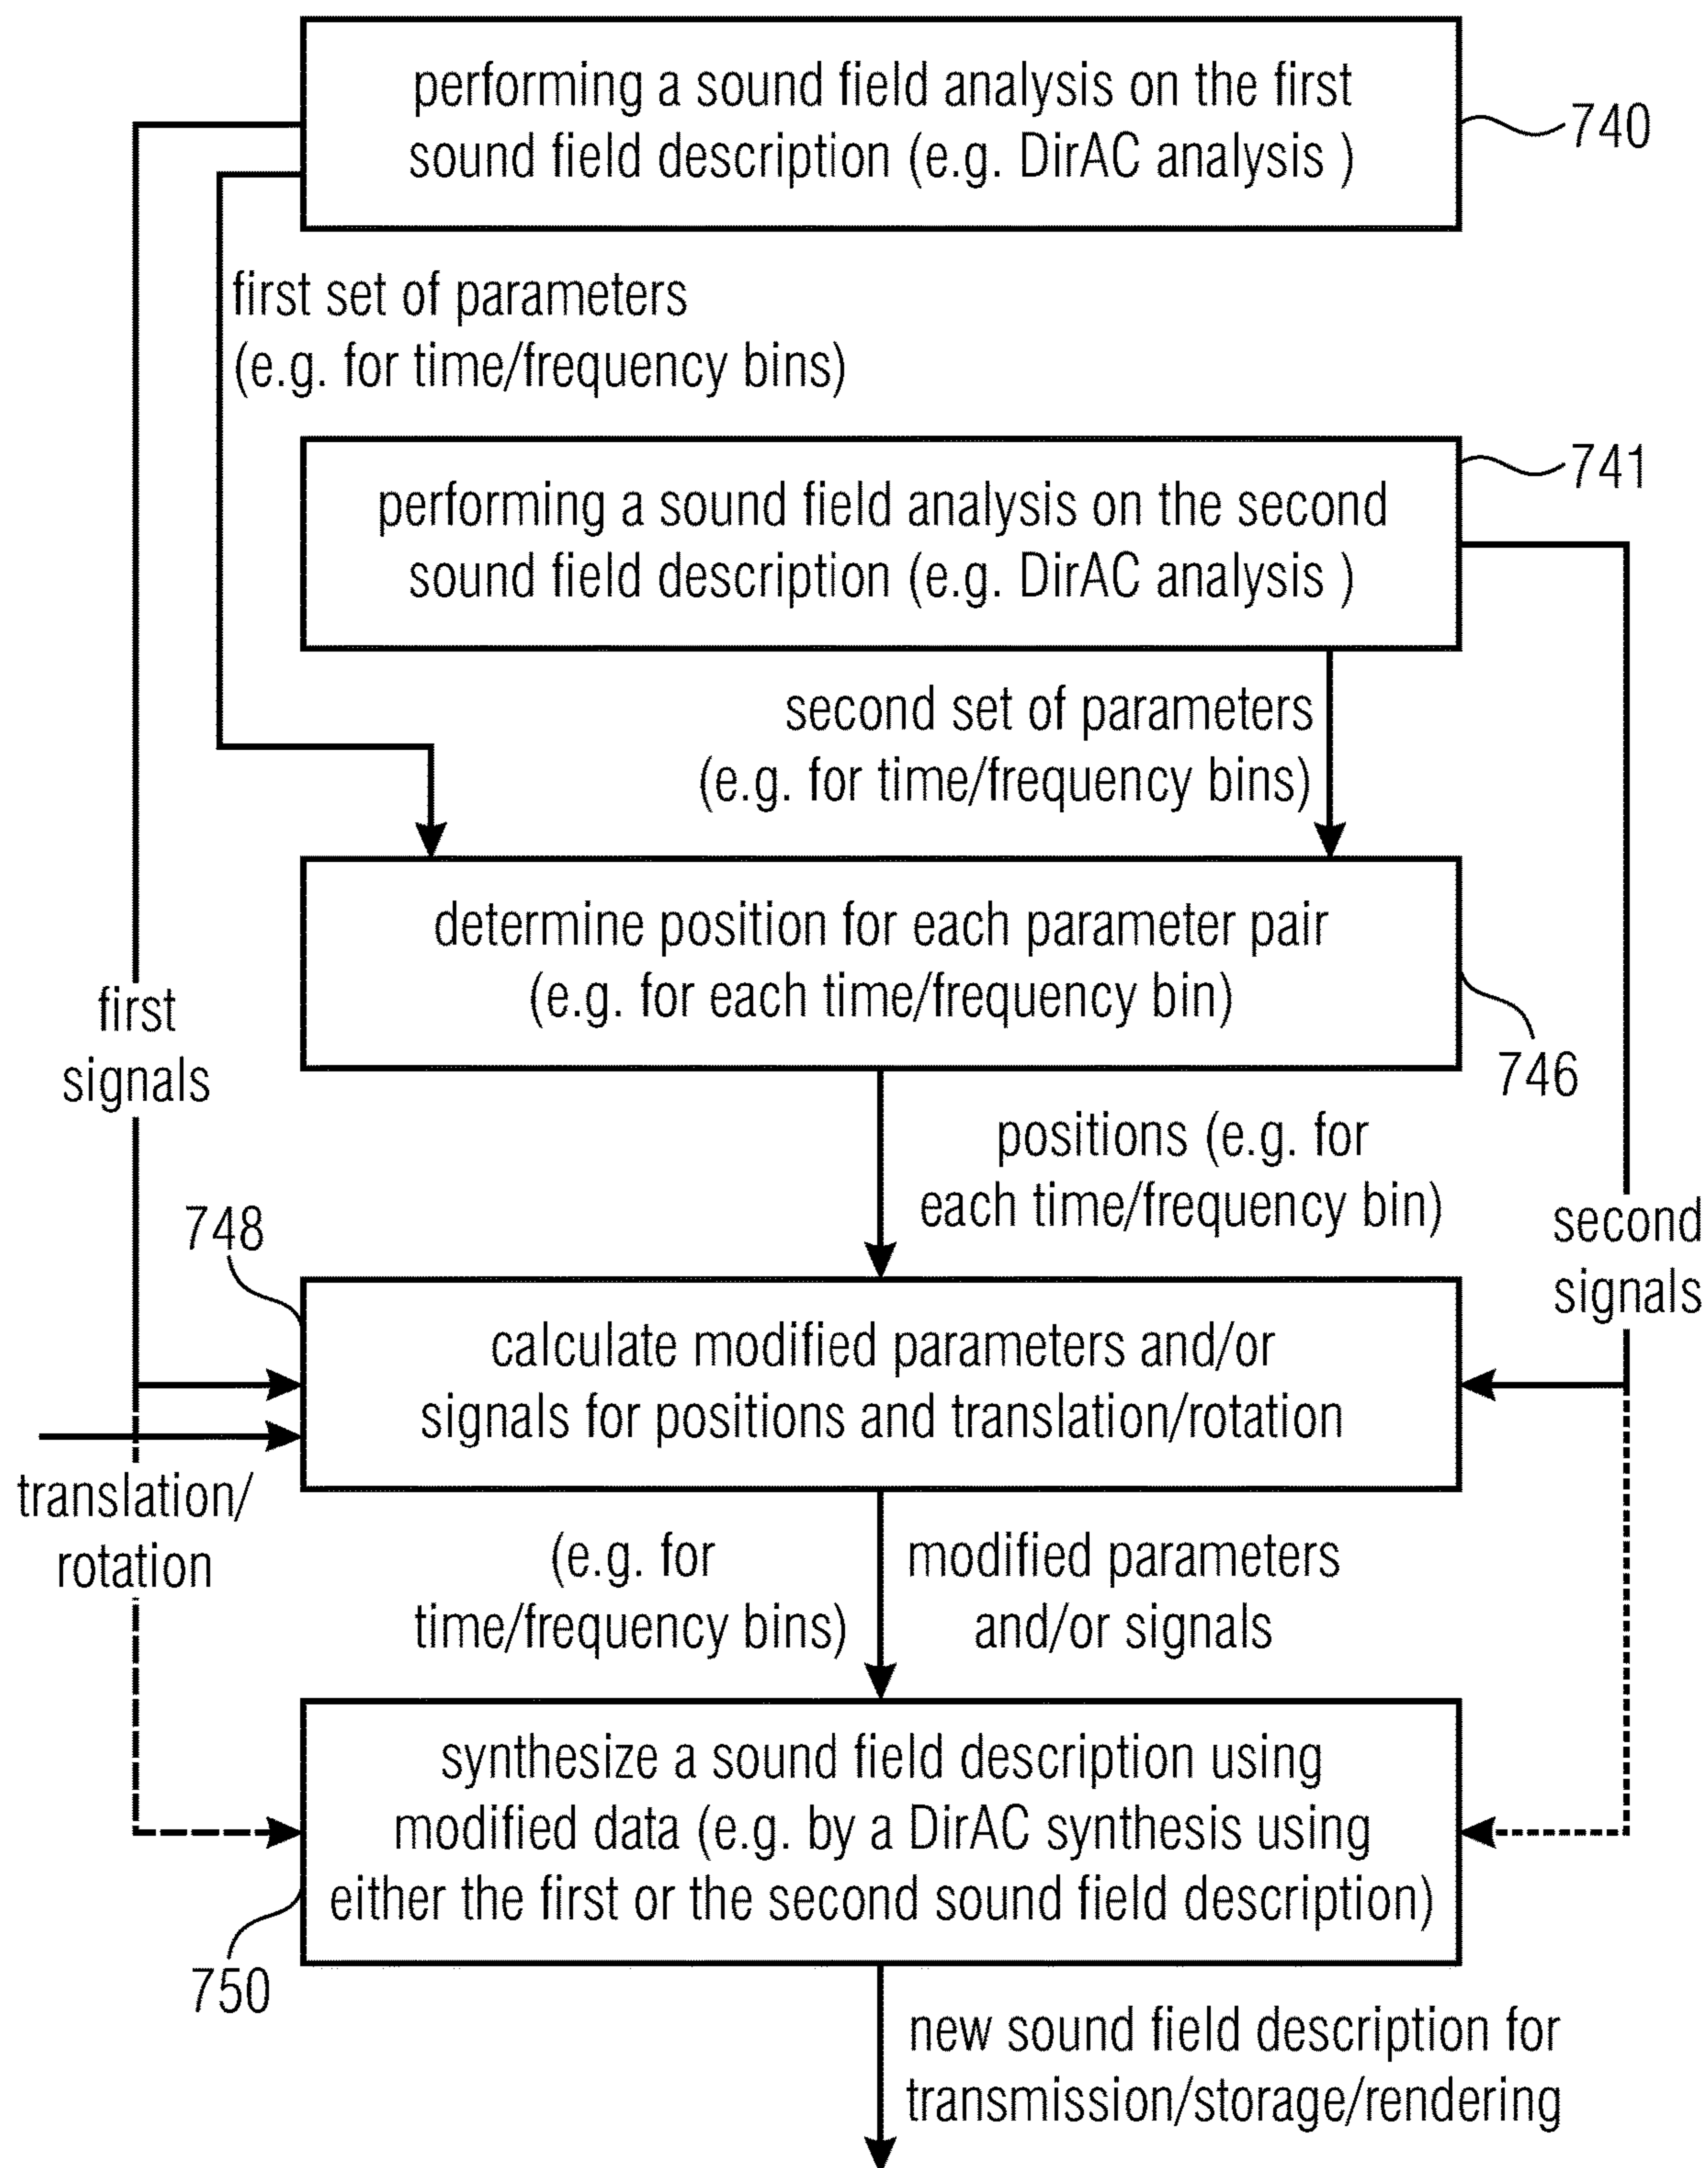 performing a sound field analysis on the first
sound field description (e.g. DirAC analysis )
740
first set of parameters
(e.g. for time/frequency bins)
741
performing a sound field analysis on the second
sound field description (e.g. DirAC analysis )
second set of parameters
(e.g. for time/frequency bins)
determine position for each parameter pair
(e.g. for each time/frequency bin)
746
first
signals
positions (e.g. for
each time/frequency bin)
second
signals
748
calculate modified parameters and/or
signals for positions and translation/rotation
translation/
rotation
(e.g. for
time/frequency bins)
modified parameters
and/or signals
synthesize a sound field description using
modified data (e.g. by a DirAC synthesis using
either the first or the second sound field description)
750
new sound field description for
transmission/storage/rendering